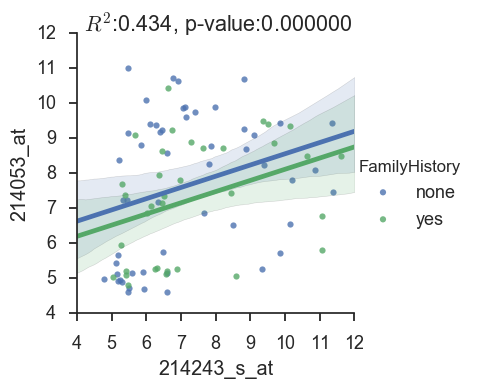 R²:0.434, p-value:0.000000
12
11
10
9
8
7
6
5
4
214053_at
4 5 6 7 8 9 10 11 12
214243_s_at
FamilyHistory
none
yes